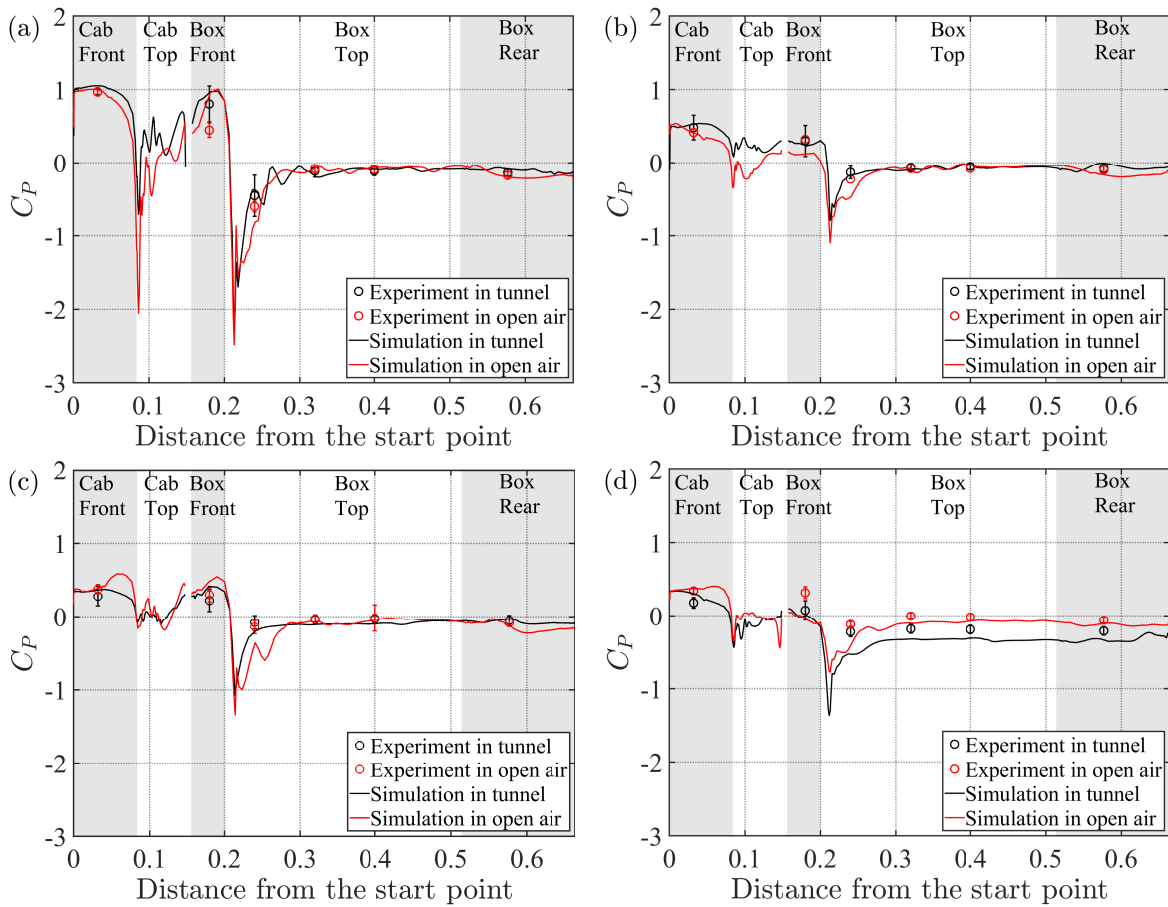 (a)
Cab Cab Box Box Box
Front Top Front Top Rear
2
1
0
-1
-2
-3
C_P
Experiment in tunnel
Experiment in open air
Simulation in tunnel
Simulation in open air
0 0.1 0.2 0.3 0.4 0.5 0.6
Distance from the start point
(b)
Cab Cab Box Box Box
Front Top Front Top Rear
2
1
0
-1
-2
-3
Experiment in tunnel
Experiment in open air
Simulation in tunnel
Simulation in open air
0 0.1 0.2 0.3 0.4 0.5 0.6
Distance from the start point
(c)
Cab Cab Box Box Box
Front Top Front Top Rear
2
1
0
-1
-2
-3
C_P
Experiment in tunnel
Experiment in open air
Simulation in tunnel
Simulation in open air
0 0.1 0.2 0.3 0.4 0.5 0.6
Distance from the start point
(d)
Cab Cab Box Box Box
Front Top Front Top Rear
2
1
0
-1
-2
-3
C_P
Experiment in tunnel
Experiment in open air
Simulation in tunnel
Simulation in open air
0 0.1 0.2 0.3 0.4 0.5 0.6
Distance from the start point